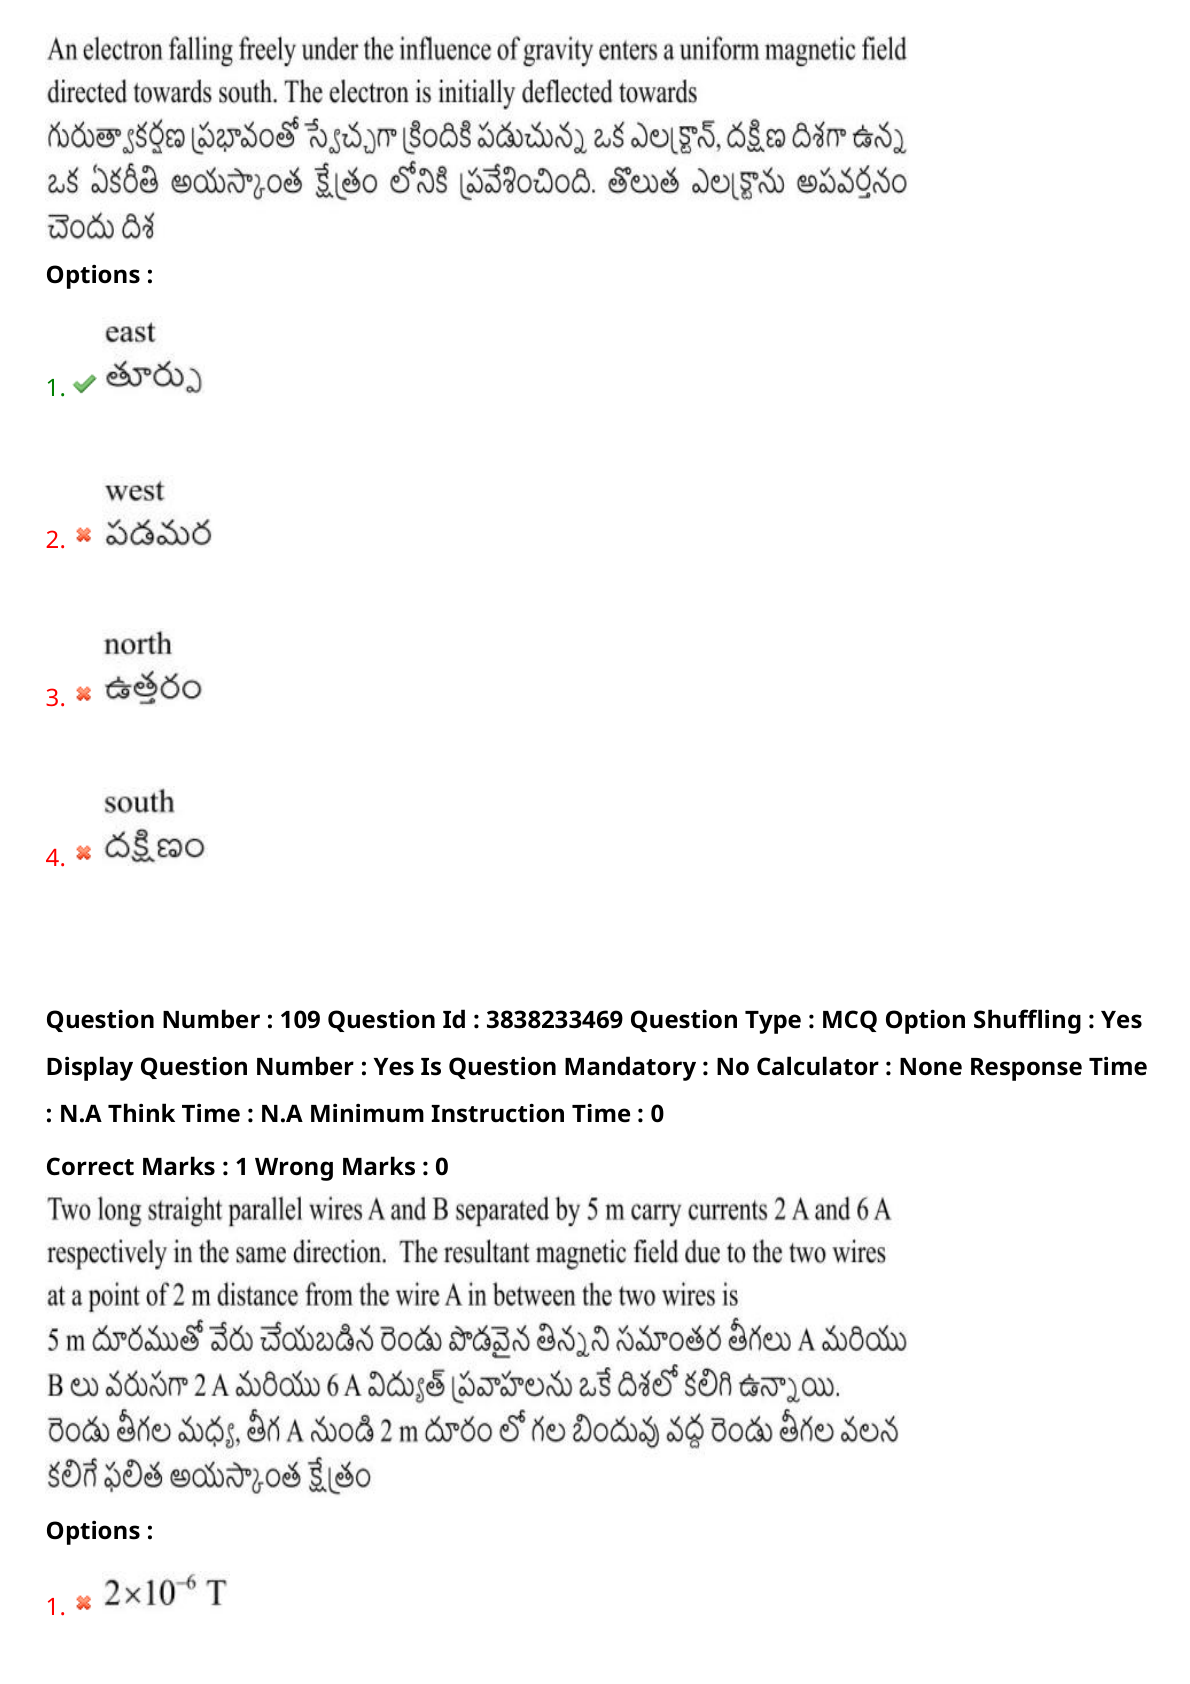 An electron falling freely under the influence of gravity enters a uniform magnetic field
directed towards south. The electron is initially deflected towards
గురుత్వాకర్షణ ప్రభావంతో స్వేచ్ఛగా క్రిందికి పడుచున్న ఒక ఎలక్ట్రాన్, దక్షిణ దిశగా ఉన్న
ఒక ఏకరీతి అయస్కాంత క్షేత్రం లోనికి ప్రవేశించింది. తొలుత ఎలక్ట్రాను అపవర్తనం
చెందు దిశ
Options :
east
1. తూర్పు
west
2. పడమర
north
3. ఉత్తరం
south
4. దక్షిణం
Question Number : 109 Question Id : 3838233469 Question Type : MCQ Option Shuffling : Yes
Display Question Number : Yes Is Question Mandatory : No Calculator : None Response Time
: N.A Think Time : N.A Minimum Instruction Time : 0
Correct Marks : 1 Wrong Marks : 0
Two long straight parallel wires A and B separated by 5 m carry currents 2 A and 6 A
respectively in the same direction. The resultant magnetic field due to the two wires
at a point of 2 m distance from the wire A in between the two wires is
5 m దూరముతో వేరు చేయబడిన రెండు పొడవైన తిన్నని సమాంతర తీగలు A మరియు
B లు వరుసగా 2 A మరియు 6 A విద్యుత్ ప్రవాహలను ఒకే దిశలో కలిగి ఉన్నాయి.
రెండు తీగల మధ్య, తీగ A నుండి 2 m దూరం లో గల బిందువు వద్ద రెండు తీగల వలన
కలిగే ఫలిత అయస్కాంత క్షేత్రం
Options :
1. 2×10⁻⁶ T